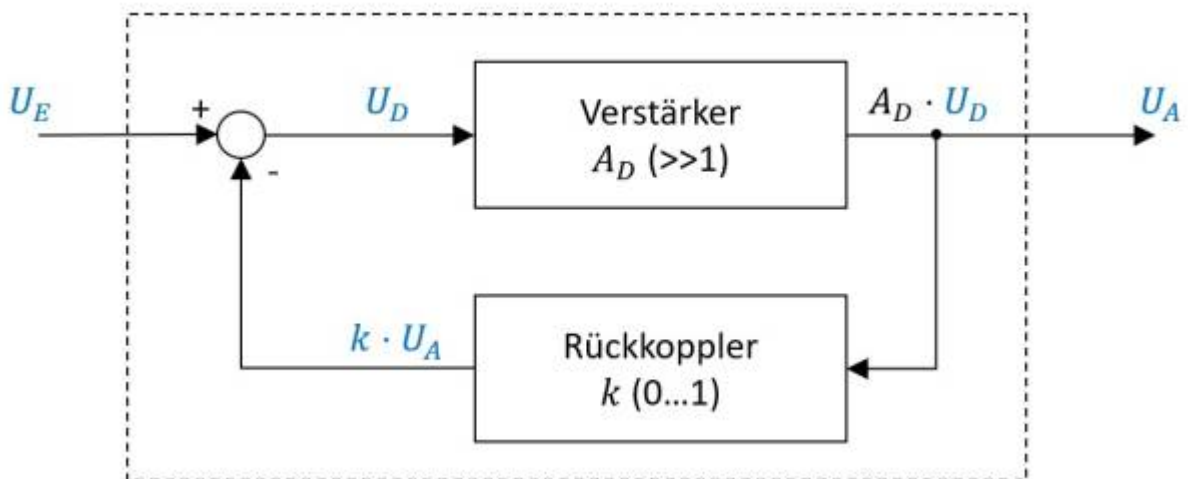 U_E
+
U_D
Verstärker
A_D (>>1)
A_D · U_D
U_A
-
k · U_A
Rückkoppler
k (0...1)